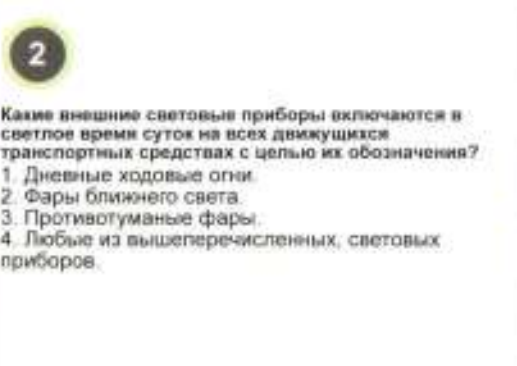 2
Какие внешние световые приборы включаются в
светлое время суток на всех движущихся
транспортных средствах с целью их обозначения?
1. Дневные ходовые огни.
2. Фары ближнего света.
3. Противотуманые фары.
4. Любые из вышеперечисленных, световых
приборов.